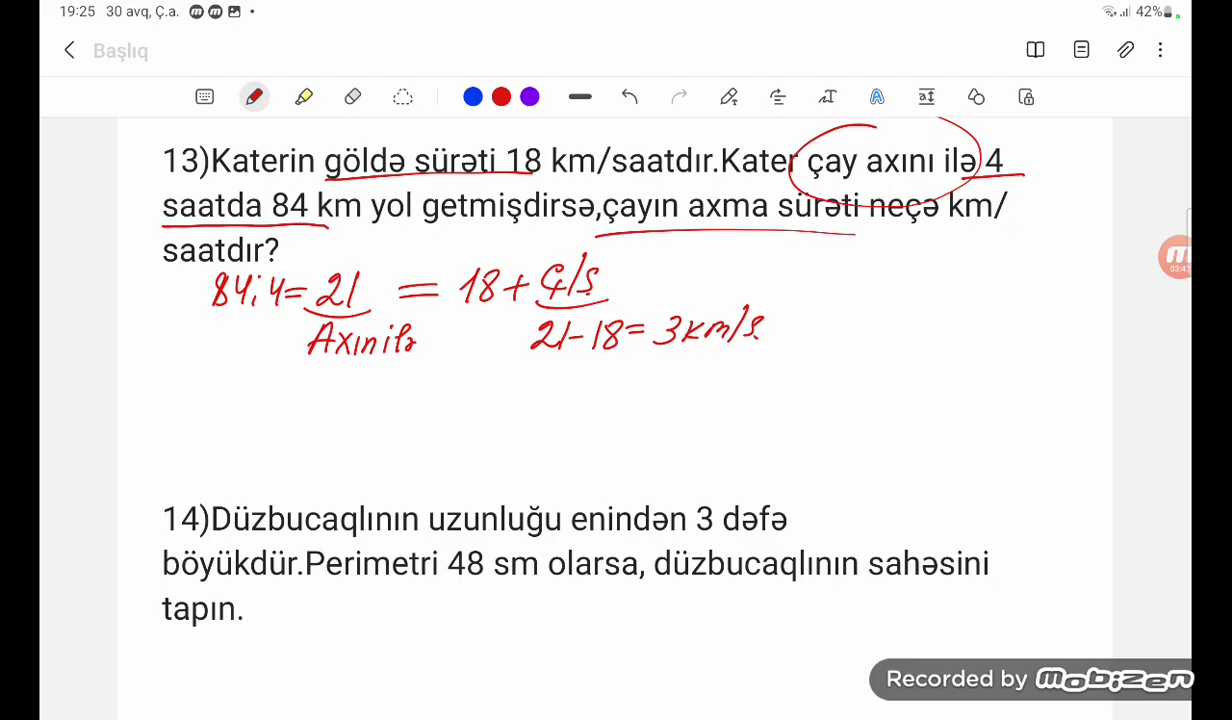 19:25 30 avq, Ç.a.
42%
Başlıq
13)Katerin göldə sürəti 18 km/saatdır.Kater çay axını ilə 4
saatda 84 km yol getmişdirsə,çayın axma sürəti neçə km/
saatdır?
84:4=21 = 18+ Ç/Ş
Axın ilə 21-18= 3km/s
14)Düzbucaqlının uzunluğu enindən 3 dəfə
böyükdür.Perimetri 48 sm olarsa, düzbucaqlının sahəsini
tapın.
Recorded by mobizen